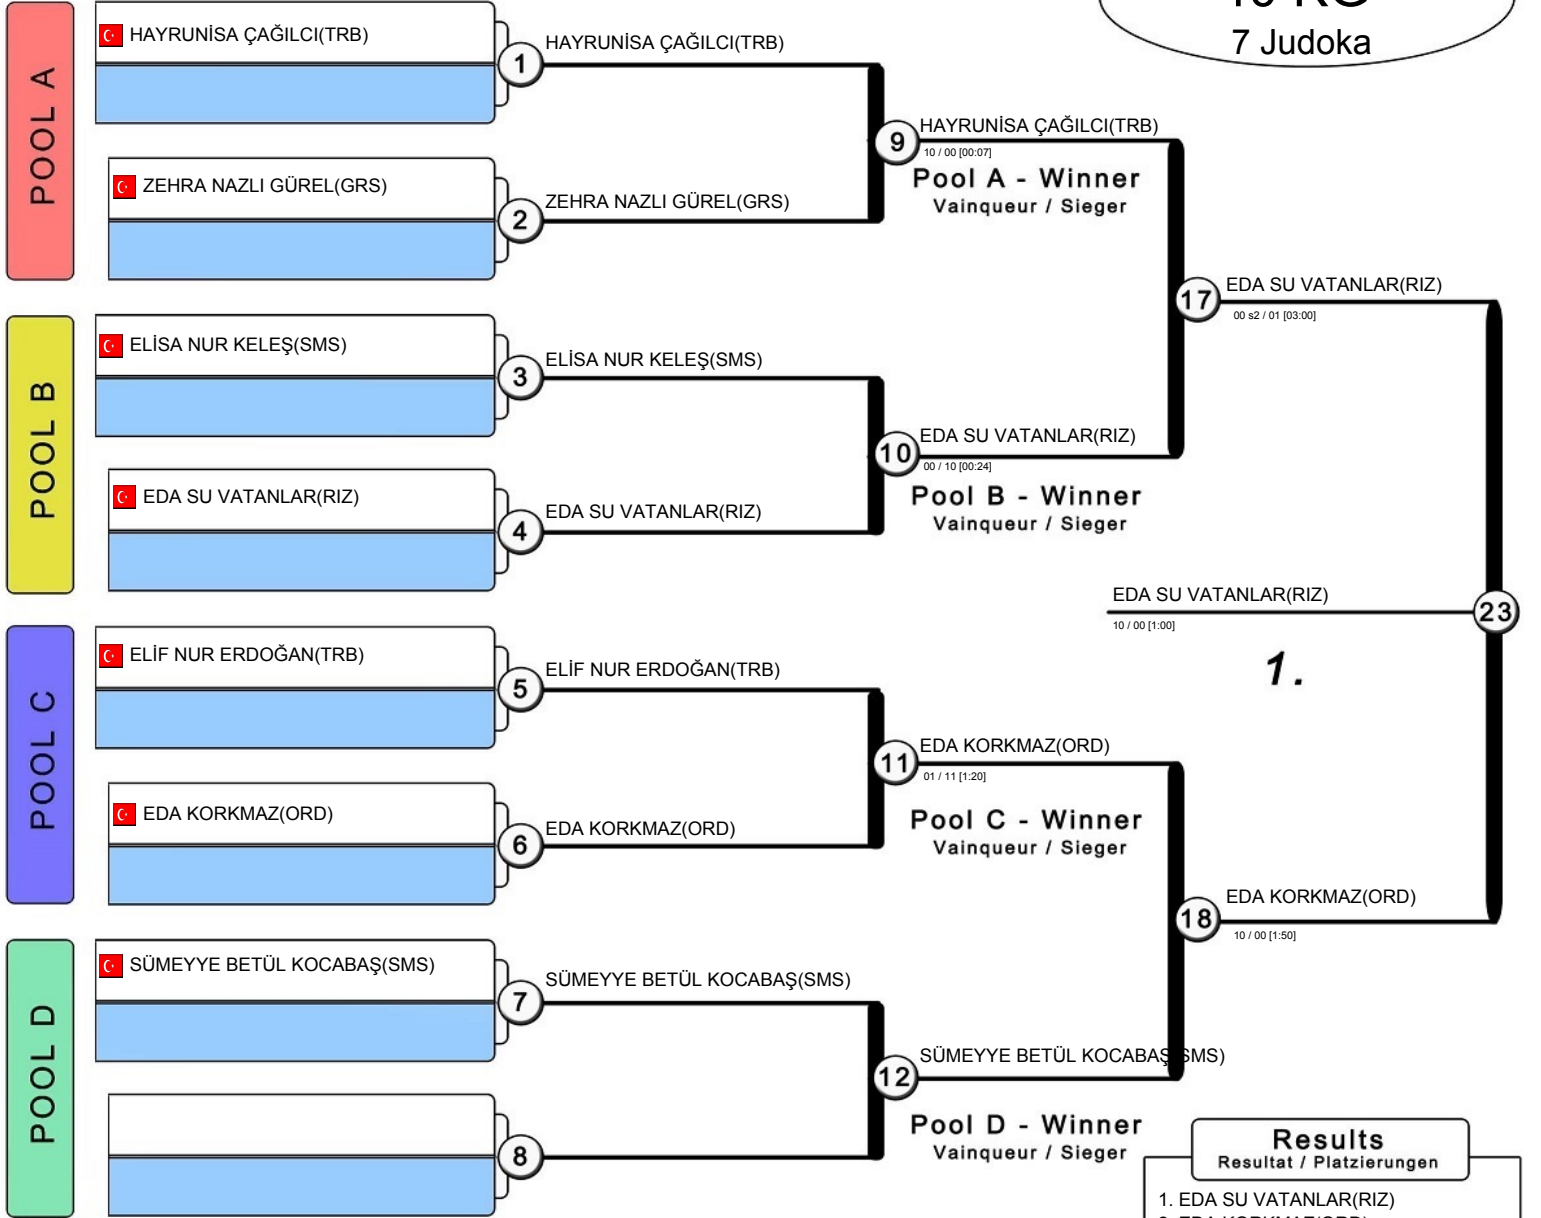 7 Judoka
POOL A
HAYRUNİSA ÇAĞILCI(TRB)
1
HAYRUNİSA ÇAĞILCI(TRB)
ZEHRA NAZLI GÜREL(GRS)
2
ZEHRA NAZLI GÜREL(GRS)
9
HAYRUNİSA ÇAĞILCI(TRB)
10 / 00 [00:07]
Pool A - Winner
Vainqueur / Sieger
POOL B
ELİSA NUR KELEŞ(SMS)
3
ELİSA NUR KELEŞ(SMS)
EDA SU VATANLAR(RIZ)
4
EDA SU VATANLAR(RIZ)
10
EDA SU VATANLAR(RIZ)
00 / 10 [00:24]
Pool B - Winner
Vainqueur / Sieger
17
EDA SU VATANLAR(RIZ)
00 s2 / 01 [03:00]
POOL C
ELİF NUR ERDOĞAN(TRB)
5
ELİF NUR ERDOĞAN(TRB)
EDA KORKMAZ(ORD)
6
EDA KORKMAZ(ORD)
11
EDA KORKMAZ(ORD)
01 / 11 [1:20]
Pool C - Winner
Vainqueur / Sieger
POOL D
SÜMEYYE BETÜL KOCABAŞ(SMS)
7
SÜMEYYE BETÜL KOCABAŞ(SMS)
8
12
SÜMEYYE BETÜL KOCABAŞ(SMS)
Pool D - Winner
Vainqueur / Sieger
18
EDA KORKMAZ(ORD)
10 / 00 [1:50]
23
EDA SU VATANLAR(RIZ)
10 / 00 [1:00]
1.
Results
Resultat / Platzierungen
1. EDA SU VATANLAR(RIZ)